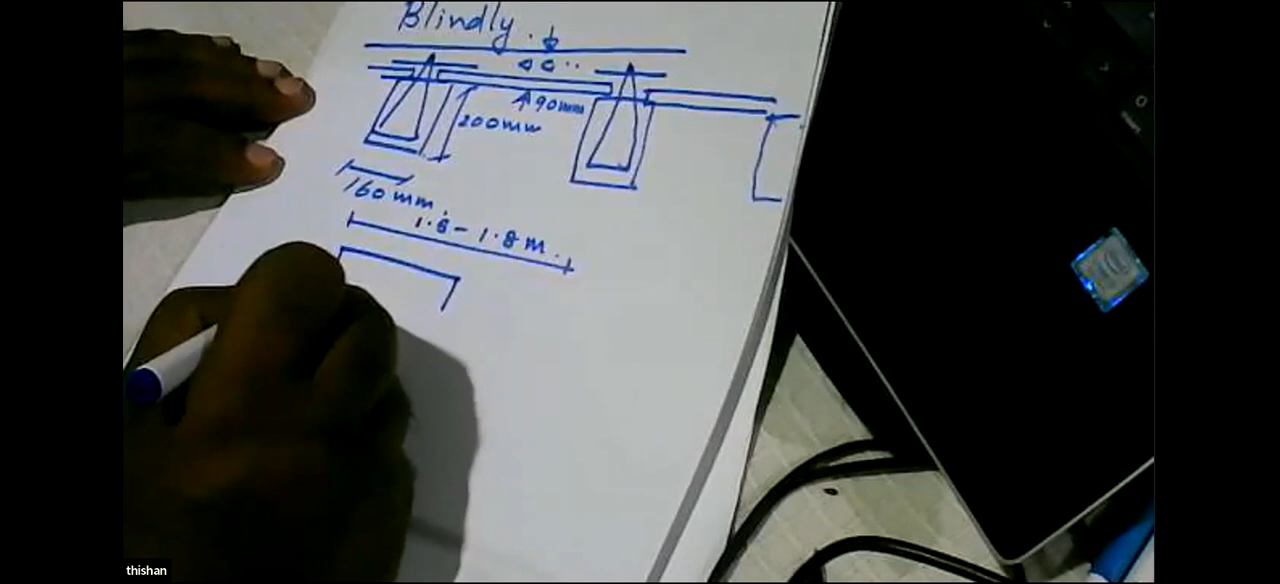 Blindly.
90mm
200mm
160 mm.
1.6 - 1.8 m.
thishan